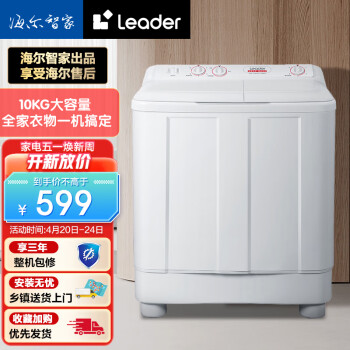 海尔智家
Leader
海尔智家出品
享受海尔售后
10KG大容量
全家衣物一机搞定
家电五一焕新周
开新放价
到手价不高于
¥599
活动时间:4月20日-24日
享三年
整机包修
安装无忧
乡镇送货上门
收藏加购
优先发货